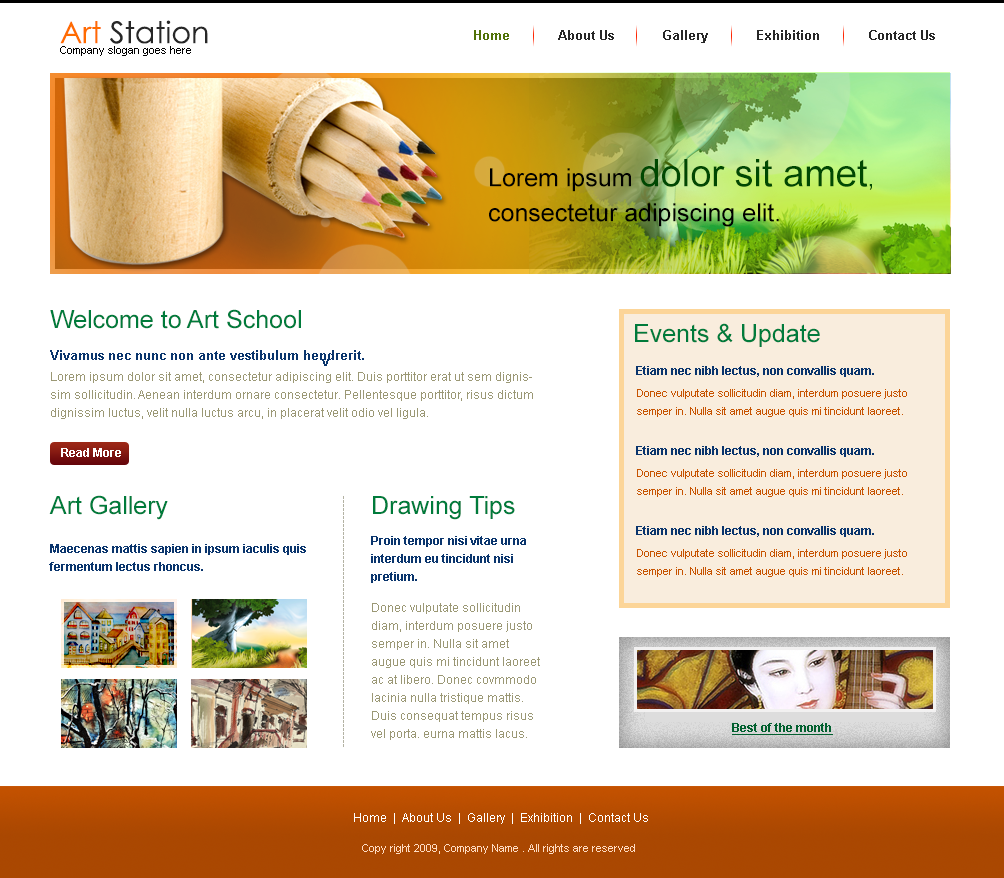 Art Station
Company slogan goes here
Home
About Us
Gallery
Exhibition
Contact Us
Lorem ipsum dolor sit amet,
consectetur adipiscing elit.
Welcome to Art School
Vivamus nec nunc non ante vestibulum hendrerit.
v
Lorem ipsum dolor sit amet, consectetur adipiscing elit. Duis porttitor erat ut sem dignis-
sim sollicitudin. Aenean interdum ornare consectetur. Pellentesque porttitor, risus dictum
dignissim luctus, velit nulla luctus arcu, in placerat velit odio vel ligula.
Read More
Art Gallery
Maecenas mattis sapien in ipsum iaculis quis
fermentum lectus rhoncus.
Drawing Tips
Proin tempor nisi vitae urna
interdum eu tincidunt nisi
pretium.
Donec vulputate sollicitudin
diam, interdum posuere justo
semper in. Nulla sit amet
augue quis mi tincidunt laoreet
ac at libero. Donec covmmodo
lacinia nulla tristique mattis.
Duis consequat tempus risus
vel porta. eurna mattis lacus.
Events & Update
Etiam nec nibh lectus, non convallis quam.
Donec vulputate sollicitudin diam, interdum posuere justo
semper in. Nulla sit amet augue quis mi tincidunt laoreet.
Etiam nec nibh lectus, non convallis quam.
Donec vulputate sollicitudin diam, interdum posuere justo
semper in. Nulla sit amet augue quis mi tincidunt laoreet.
Etiam nec nibh lectus, non convallis quam.
Donec vulputate sollicitudin diam, interdum posuere justo
semper in. Nulla sit amet augue quis mi tincidunt laoreet.
Best of the month
Home | About Us | Gallery | Exhibition | Contact Us
Copy right 2009, Company Name . All rights are reserved